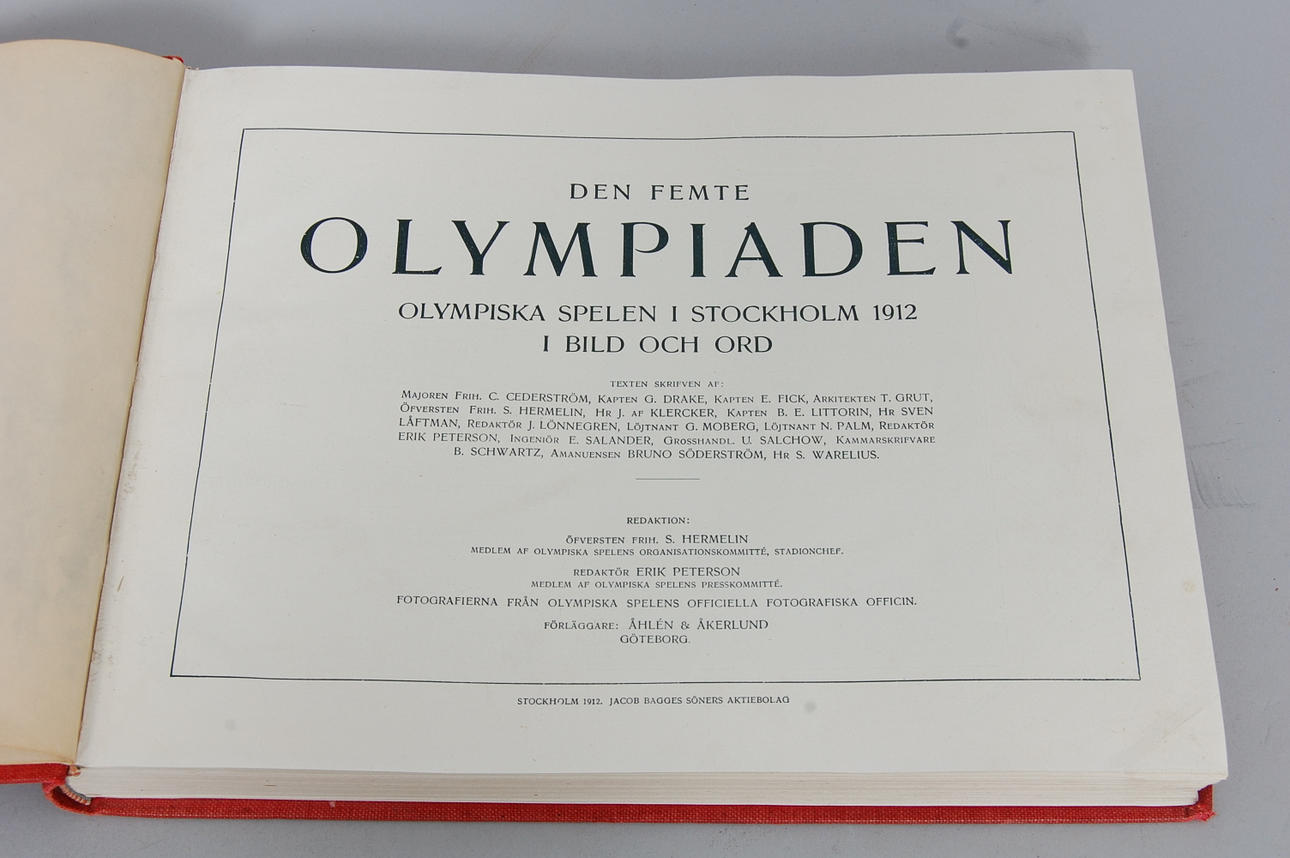 DEN FEMTE
OLYMPIADEN
OLYMPISKA SPELEN I STOCKHOLM 1912
I BILD OCH ORD
TEXTEN SKRIFVEN AF:
MAJOREN FRIH. C. CEDERSTRÖM, KAPTEN G. DRAKE, KAPTEN E. FICK, ARKITEKTEN T. GRUT,
ÖFVERSTEN FRIH. S. HERMELIN, HR J. AF KLERCKER, KAPTEN B. E. LITTORIN, HR SVEN
LÅFTMAN, REDAKTÖR J. LÖNNEGREN, LÖJTNANT G. MOBERG, LÖJTNANT N. PALM, REDAKTÖR
ERIK PETERSON, INGENIÖR E. SALANDER, GROSSHANDL. U. SALCHOW, KAMMARSKRIFVARE
B. SCHWARTZ, AMANUENSEN BRUNO SÖDERSTRÖM, HR S. WARELIUS.
REDAKTION:
ÖFVERSTEN FRIH. S. HERMELIN
MEDLEM AF OLYMPISKA SPELENS ORGANISATIONSKOMMITTÉ, STADIONCHEF.
REDAKTÖR ERIK PETERSON
MEDLEM AF OLYMPISKA SPELENS PRESSKOMMITTÉ.
FOTOGRAFIERNA FRÅN OLYMPISKA SPELENS OFFICIELLA FOTOGRAFISKA OFFICIN.
FÖRLÄGGARE: ÅHLÉN & ÅKERLUND
GÖTEBORG.
STOCKHOLM 1912. JACOB BAGGES SÖNERS AKTIEBOLAG